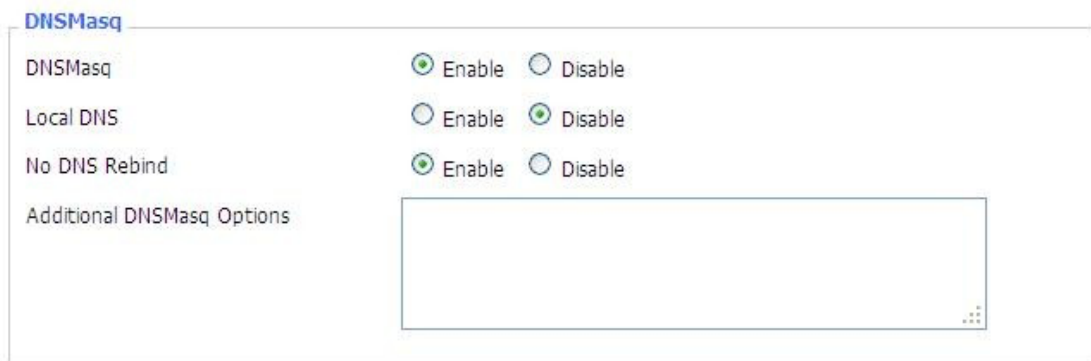 DNSMasq
DNSMasq Enable Disable
Local DNS Enable Disable
No DNS Rebind Enable Disable
Additional DNSMasq Options